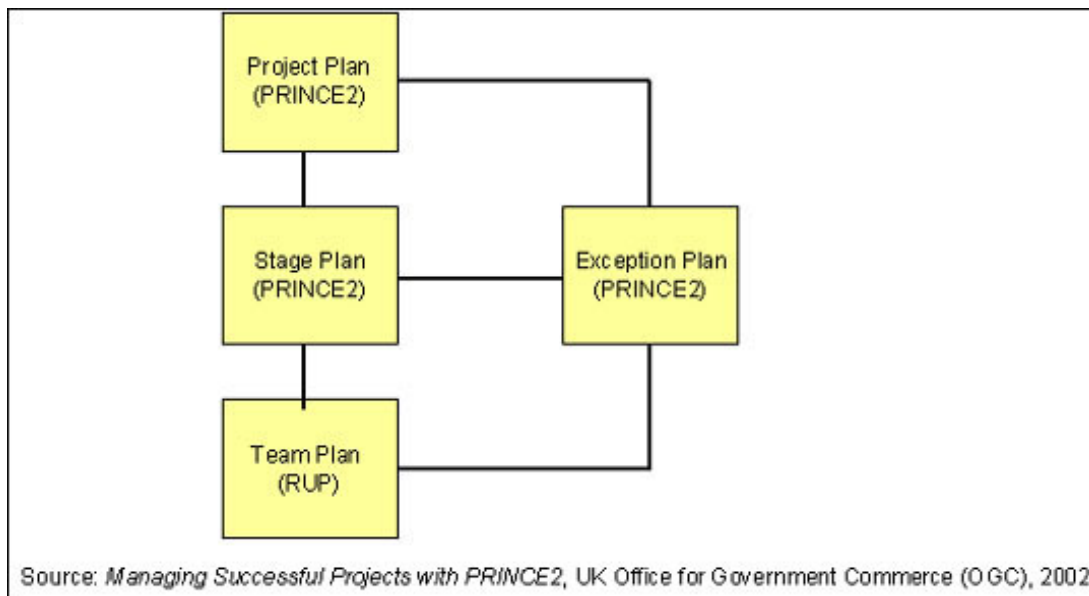 Project Plan
(PRINCE2)
Stage Plan
(PRINCE2)
Exception Plan
(PRINCE2)
Team Plan
(RUP)
Source: Managing Successful Projects with PRINCE2, UK Office for Government Commerce (OGC), 2002